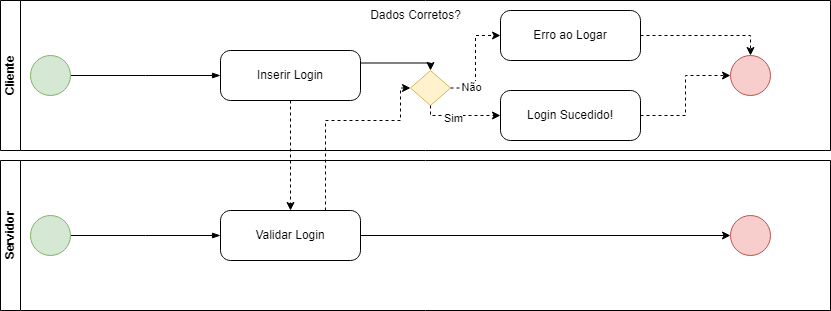 Cliente
Dados Corretos?
Inserir Login
Não
Sim
Erro ao Logar
Login Sucedido!
Servidor
Validar Login